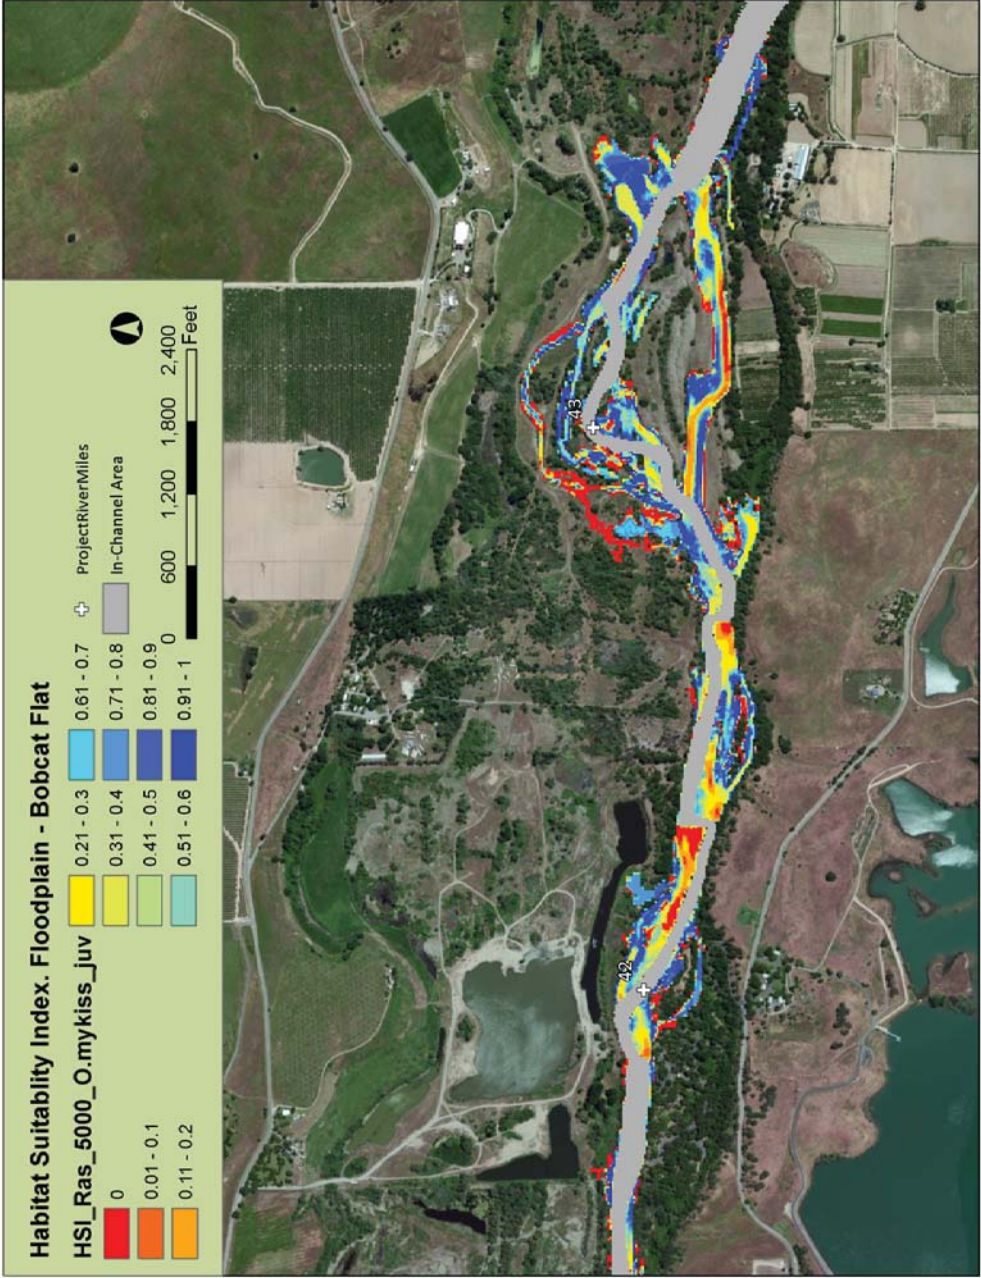 Habitat Suitablity Index. Floodplain - Bobcat Flat
HSI_Ras_5000_O.mykiss_juv
0
0.01 - 0.1
0.11 - 0.2
0.21 - 0.3
0.31 - 0.4
0.41 - 0.5
0.51 - 0.6
0.61 - 0.7
0.71 - 0.8
0.81 - 0.9
0.91 - 1
ProjectRiverMiles
In-Channel Area
0 600 1,200 1,800 2,400
Feet
42
43